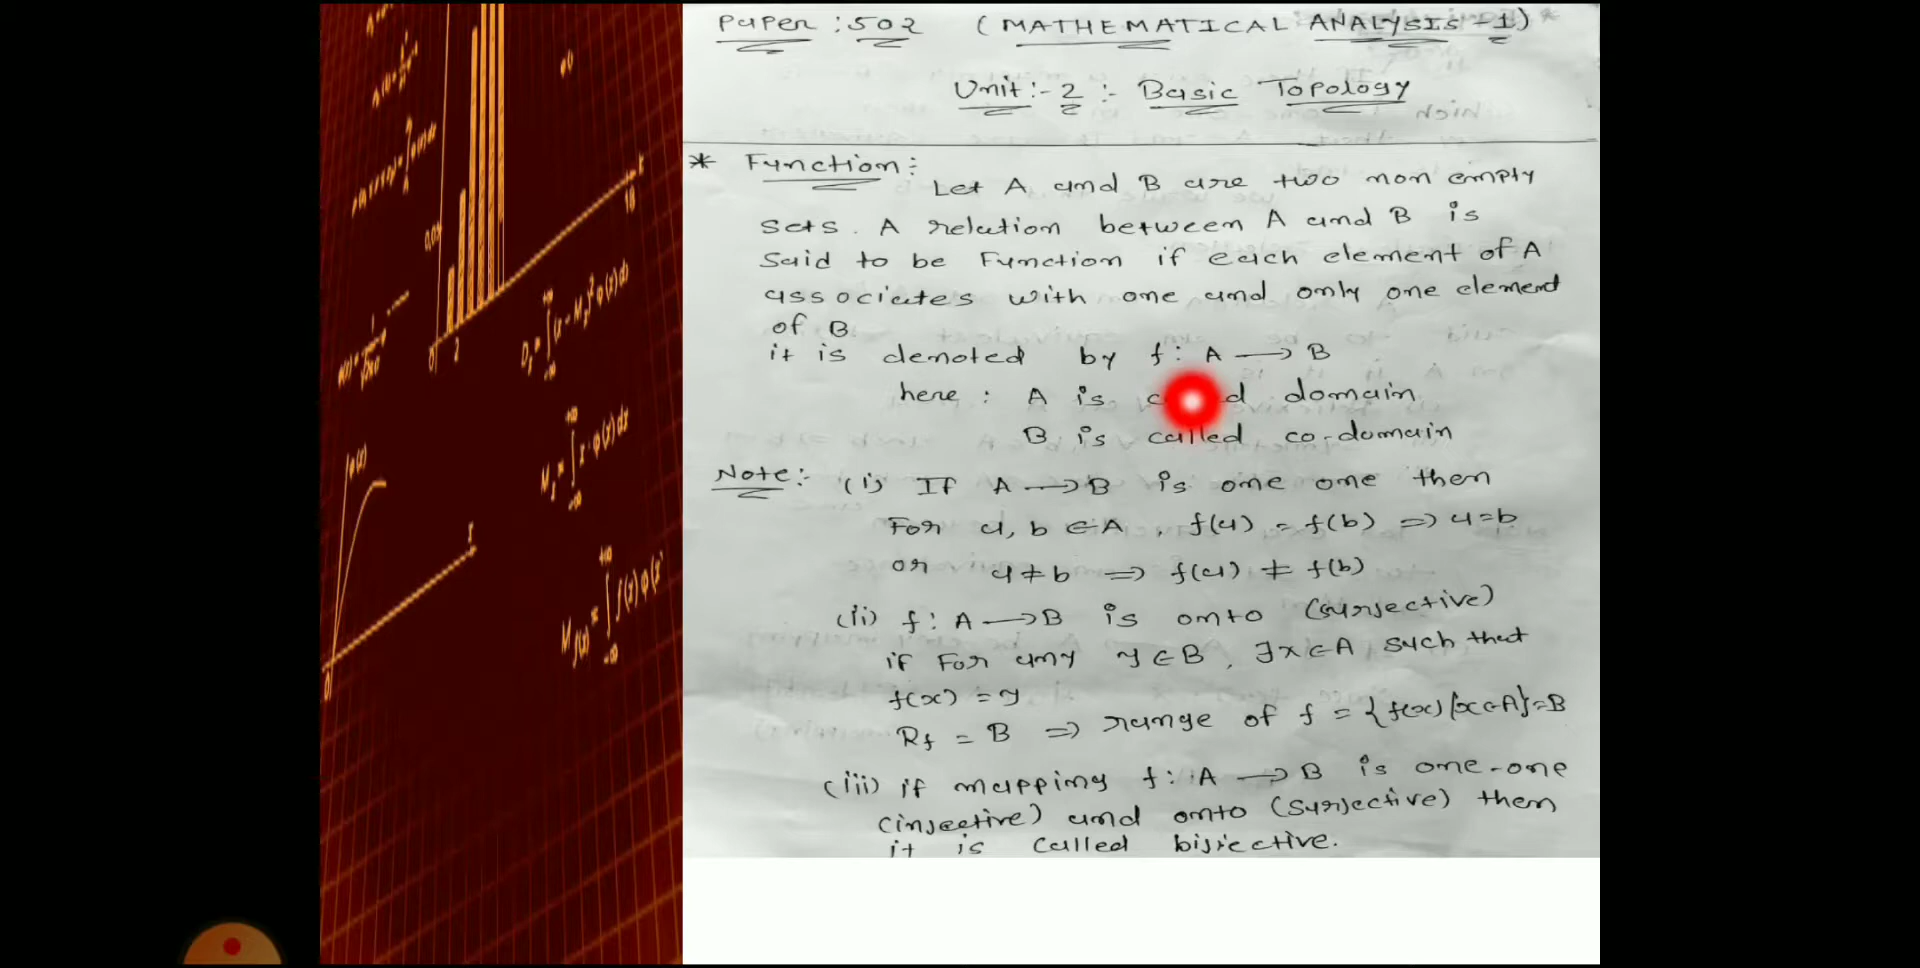 Paper : 502 (MATHEMATICAL ANALYSIS - 1)
Unit :- 2 :- Basic Topology
* Function :
Let A and B are two non empty
sets. A relation between A and B is
said to be Function if each element of A
associates with one and only one element
of B.
it is denoted by f : A → B
here : A is domain
B is called co-domain
Note :- (i) If A → B is one one then
For a, b ∈ A , f(a) = f(b) ⇒ a = b
or a ≠ b ⇒ f(a) ≠ f(b)
(ii) f : A → B is onto (surjective)
if For any y ∈ B , ∃ x ∈ A such that
f(x) = y
Rf = B ⇒ range of f = {f(x) / x ∈ A} = B
(iii) if mapping f : A → B is one-one
(injective) and onto (surjective) then
it is called bijective.